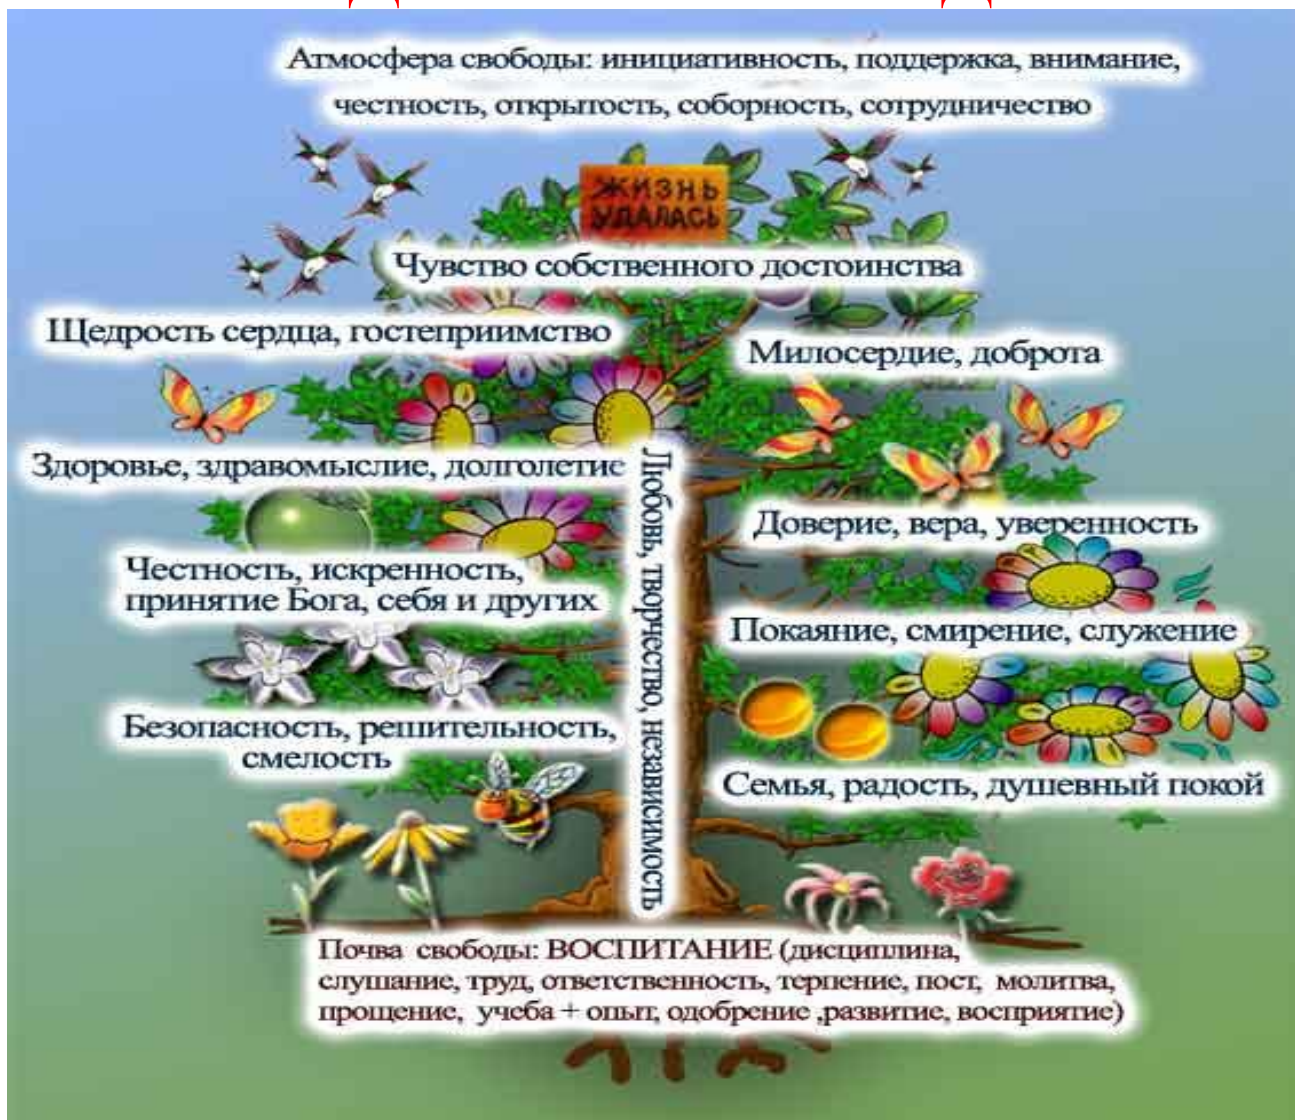 Атмосфера свободы: инициативность, поддержка, внимание,
честность, открытость, соборность, сотрудничество
ЖИЗНЬ
УДАЛАСЬ
Чувство собственного достоинства
Щедрость сердца, гостеприимство
Милосердие, доброта
Здоровье, здравомыслие, долголетие
Любовь, творчество, независимость
Доверие, вера, уверенность
Честность, искренность,
принятие Бога, себя и других
Покаяние, смирение, служение
Безопасность, решительность,
смелость
Семья, радость, душевный покой
Почва свободы: ВОСПИТАНИЕ (дисциплина,
слушание, труд, ответственность, терпение, пост, молитва,
прощение, учеба + опыт, одобрение ,развитие, восприятие)